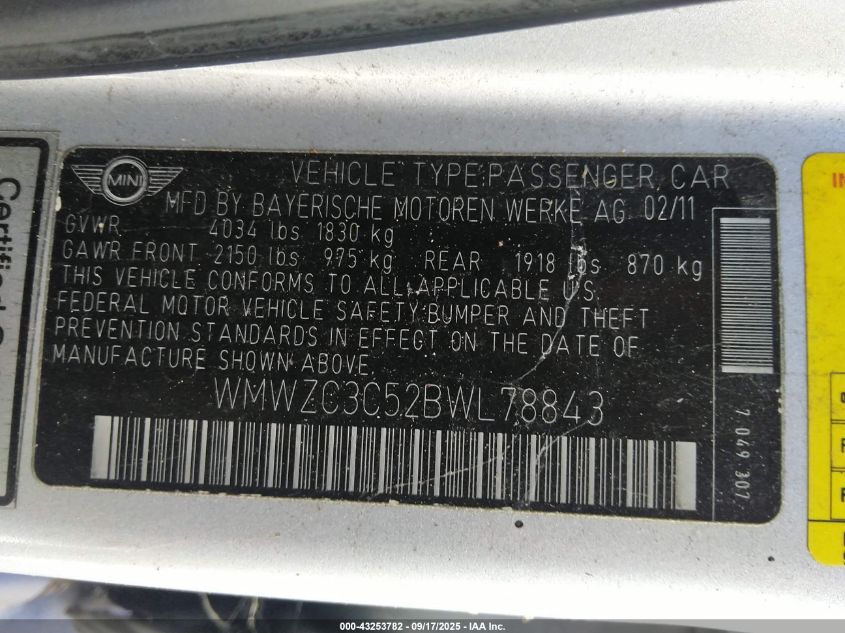 MINI
VEHICLE TYPE:PASSENGER CAR
MFD BY BAYERISCHE MOTOREN WERKE AG 02/11
GVWR 4034 lbs 1830 kg
GAWR FRONT 2150 lbs 975 kg REAR 1918 lbs 870 kg
THIS VEHICLE CONFORMS TO ALL APPLICABLE U.S.
FEDERAL MOTOR VEHICLE SAFETY,BUMPER AND THEFT
PREVENTION STANDARDS IN EFFECT ON THE DATE OF
MANUFACTURE SHOWN ABOVE.
WMWZC3C52BWL78843
7 049 307
Certified
000-43253782 - 09/17/2025 - IAA, Inc.